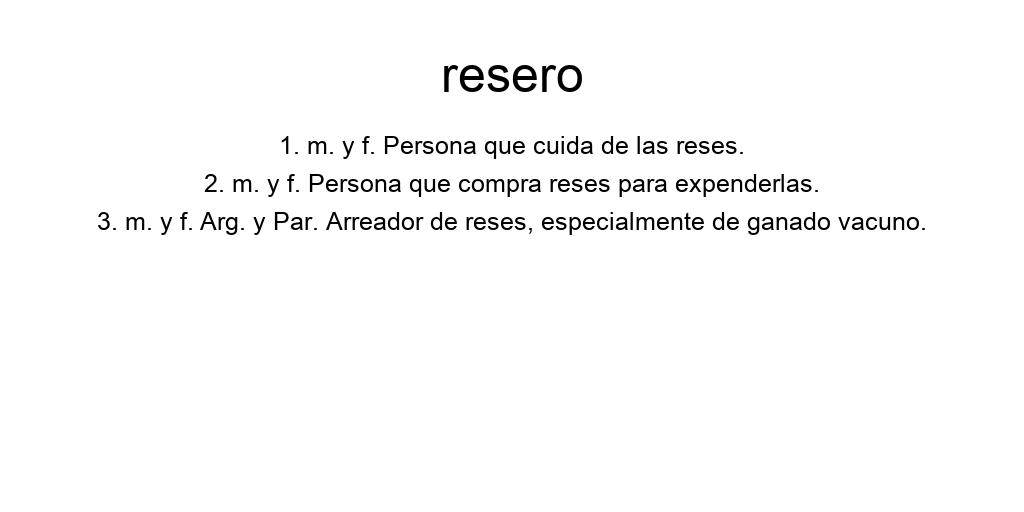 resero
1. m. y f. Persona que cuida de las reses.
2. m. y f. Persona que compra reses para expenderlas.
3. m. y f. Arg. y Par. Arreador de reses, especialmente de ganado vacuno.